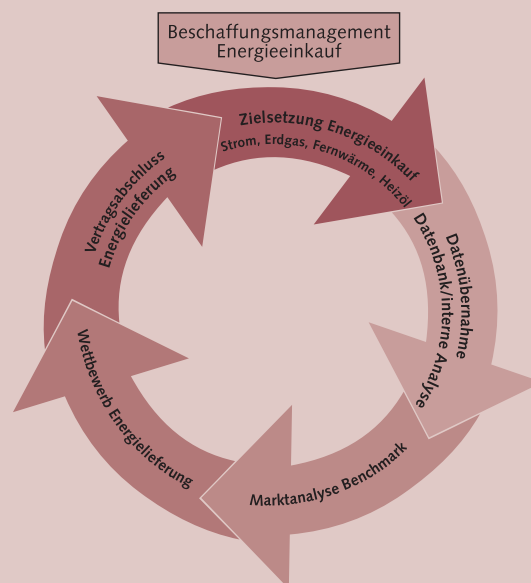 Beschaffungsmanagement
Energieeinkauf
Zielsetzung Energieeinkauf
Strom, Erdgas, Fernwärme, Heizöl
Datenübernahme
Datenbank/interne Analyse
Marktanalyse Benchmark
Wettbewerb Energielieferung
Vertragsabschluss
Energielieferung